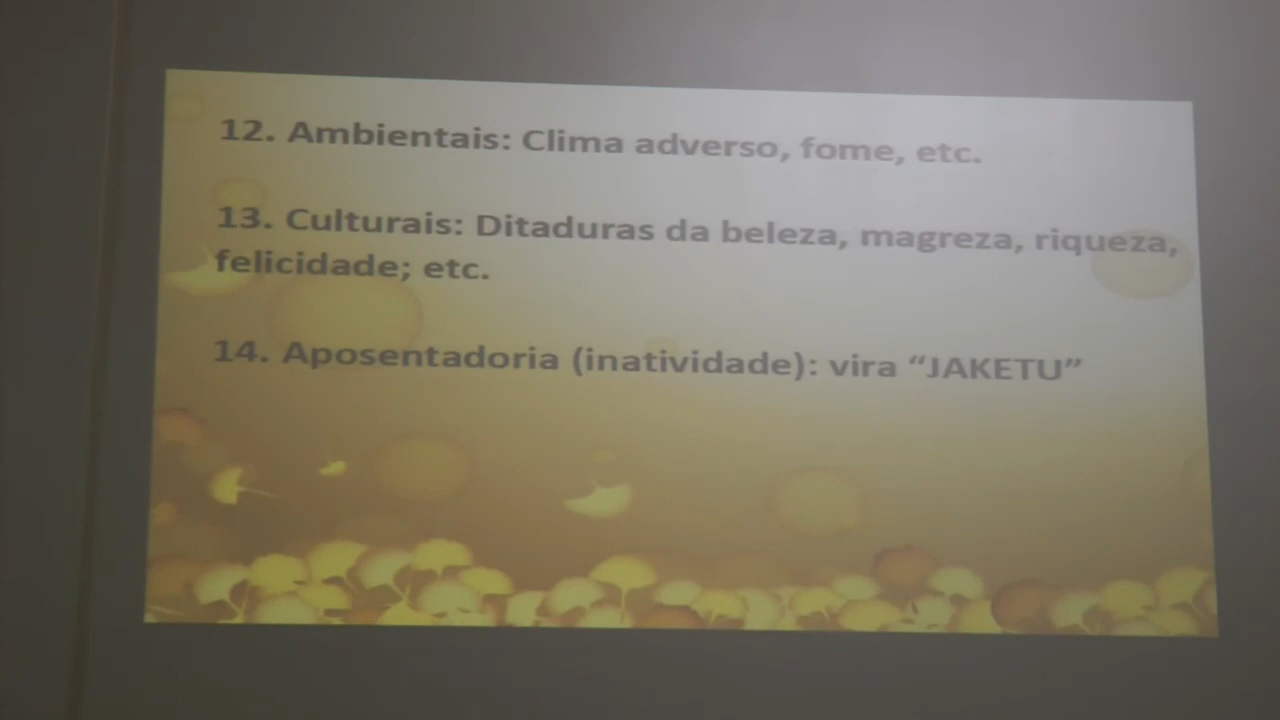 12. Ambientais: Clima adverso, fome, etc.
13. Culturais: Ditaduras da beleza, magreza, riqueza,
felicidade; etc.
14. Aposentadoria (inatividade): vira “JAKETU”